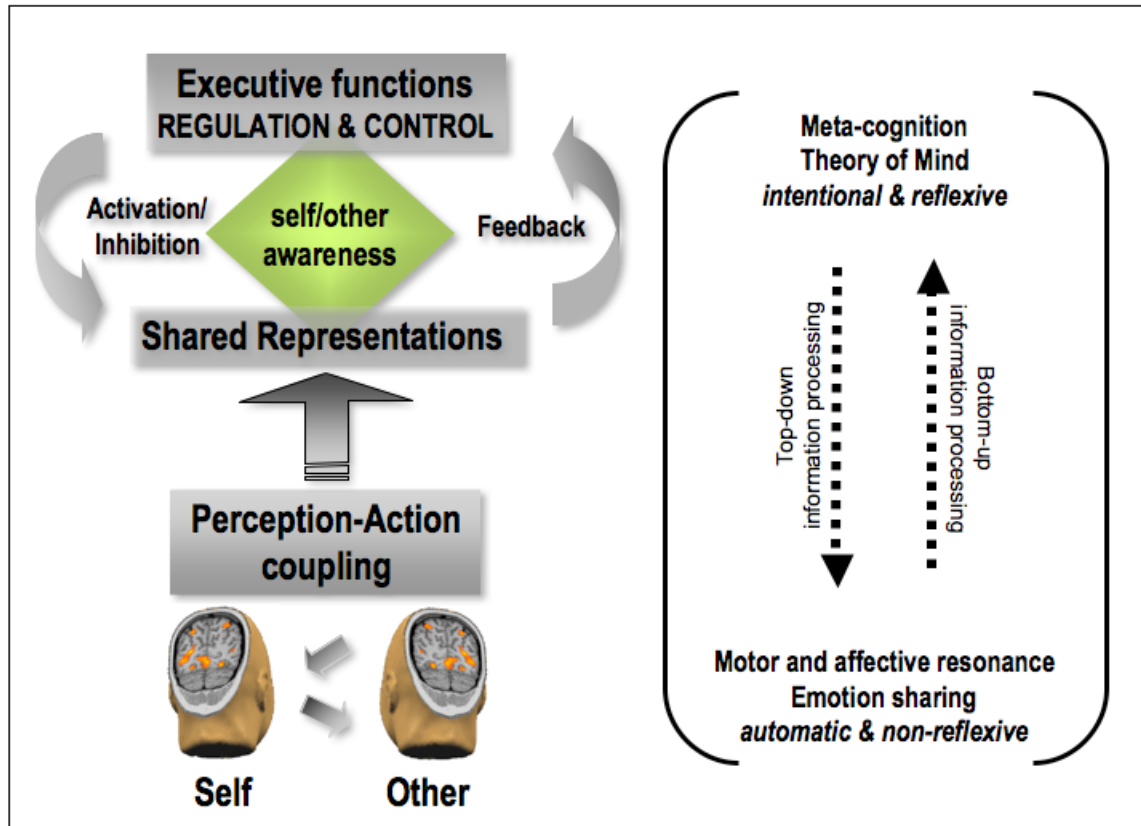 Executive functions
REGULATION & CONTROL
Activation/
Inhibition
self/other
awareness
Feedback
Shared Representations
Perception-Action
coupling
Self
Other
Meta-cognition
Theory of Mind
intentional & reflexive
Top-down
information processing
Bottom-up
information processing
Motor and affective resonance
Emotion sharing
automatic & non-reflexive